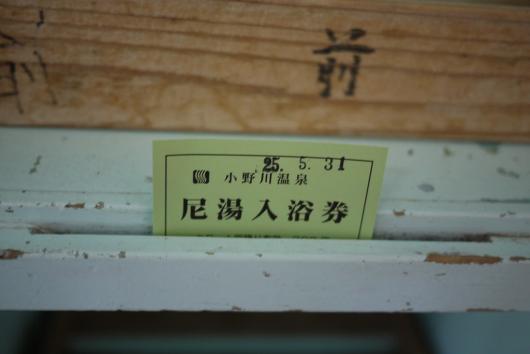 前
25. 5. 31
小野川温泉
尼湯入浴券